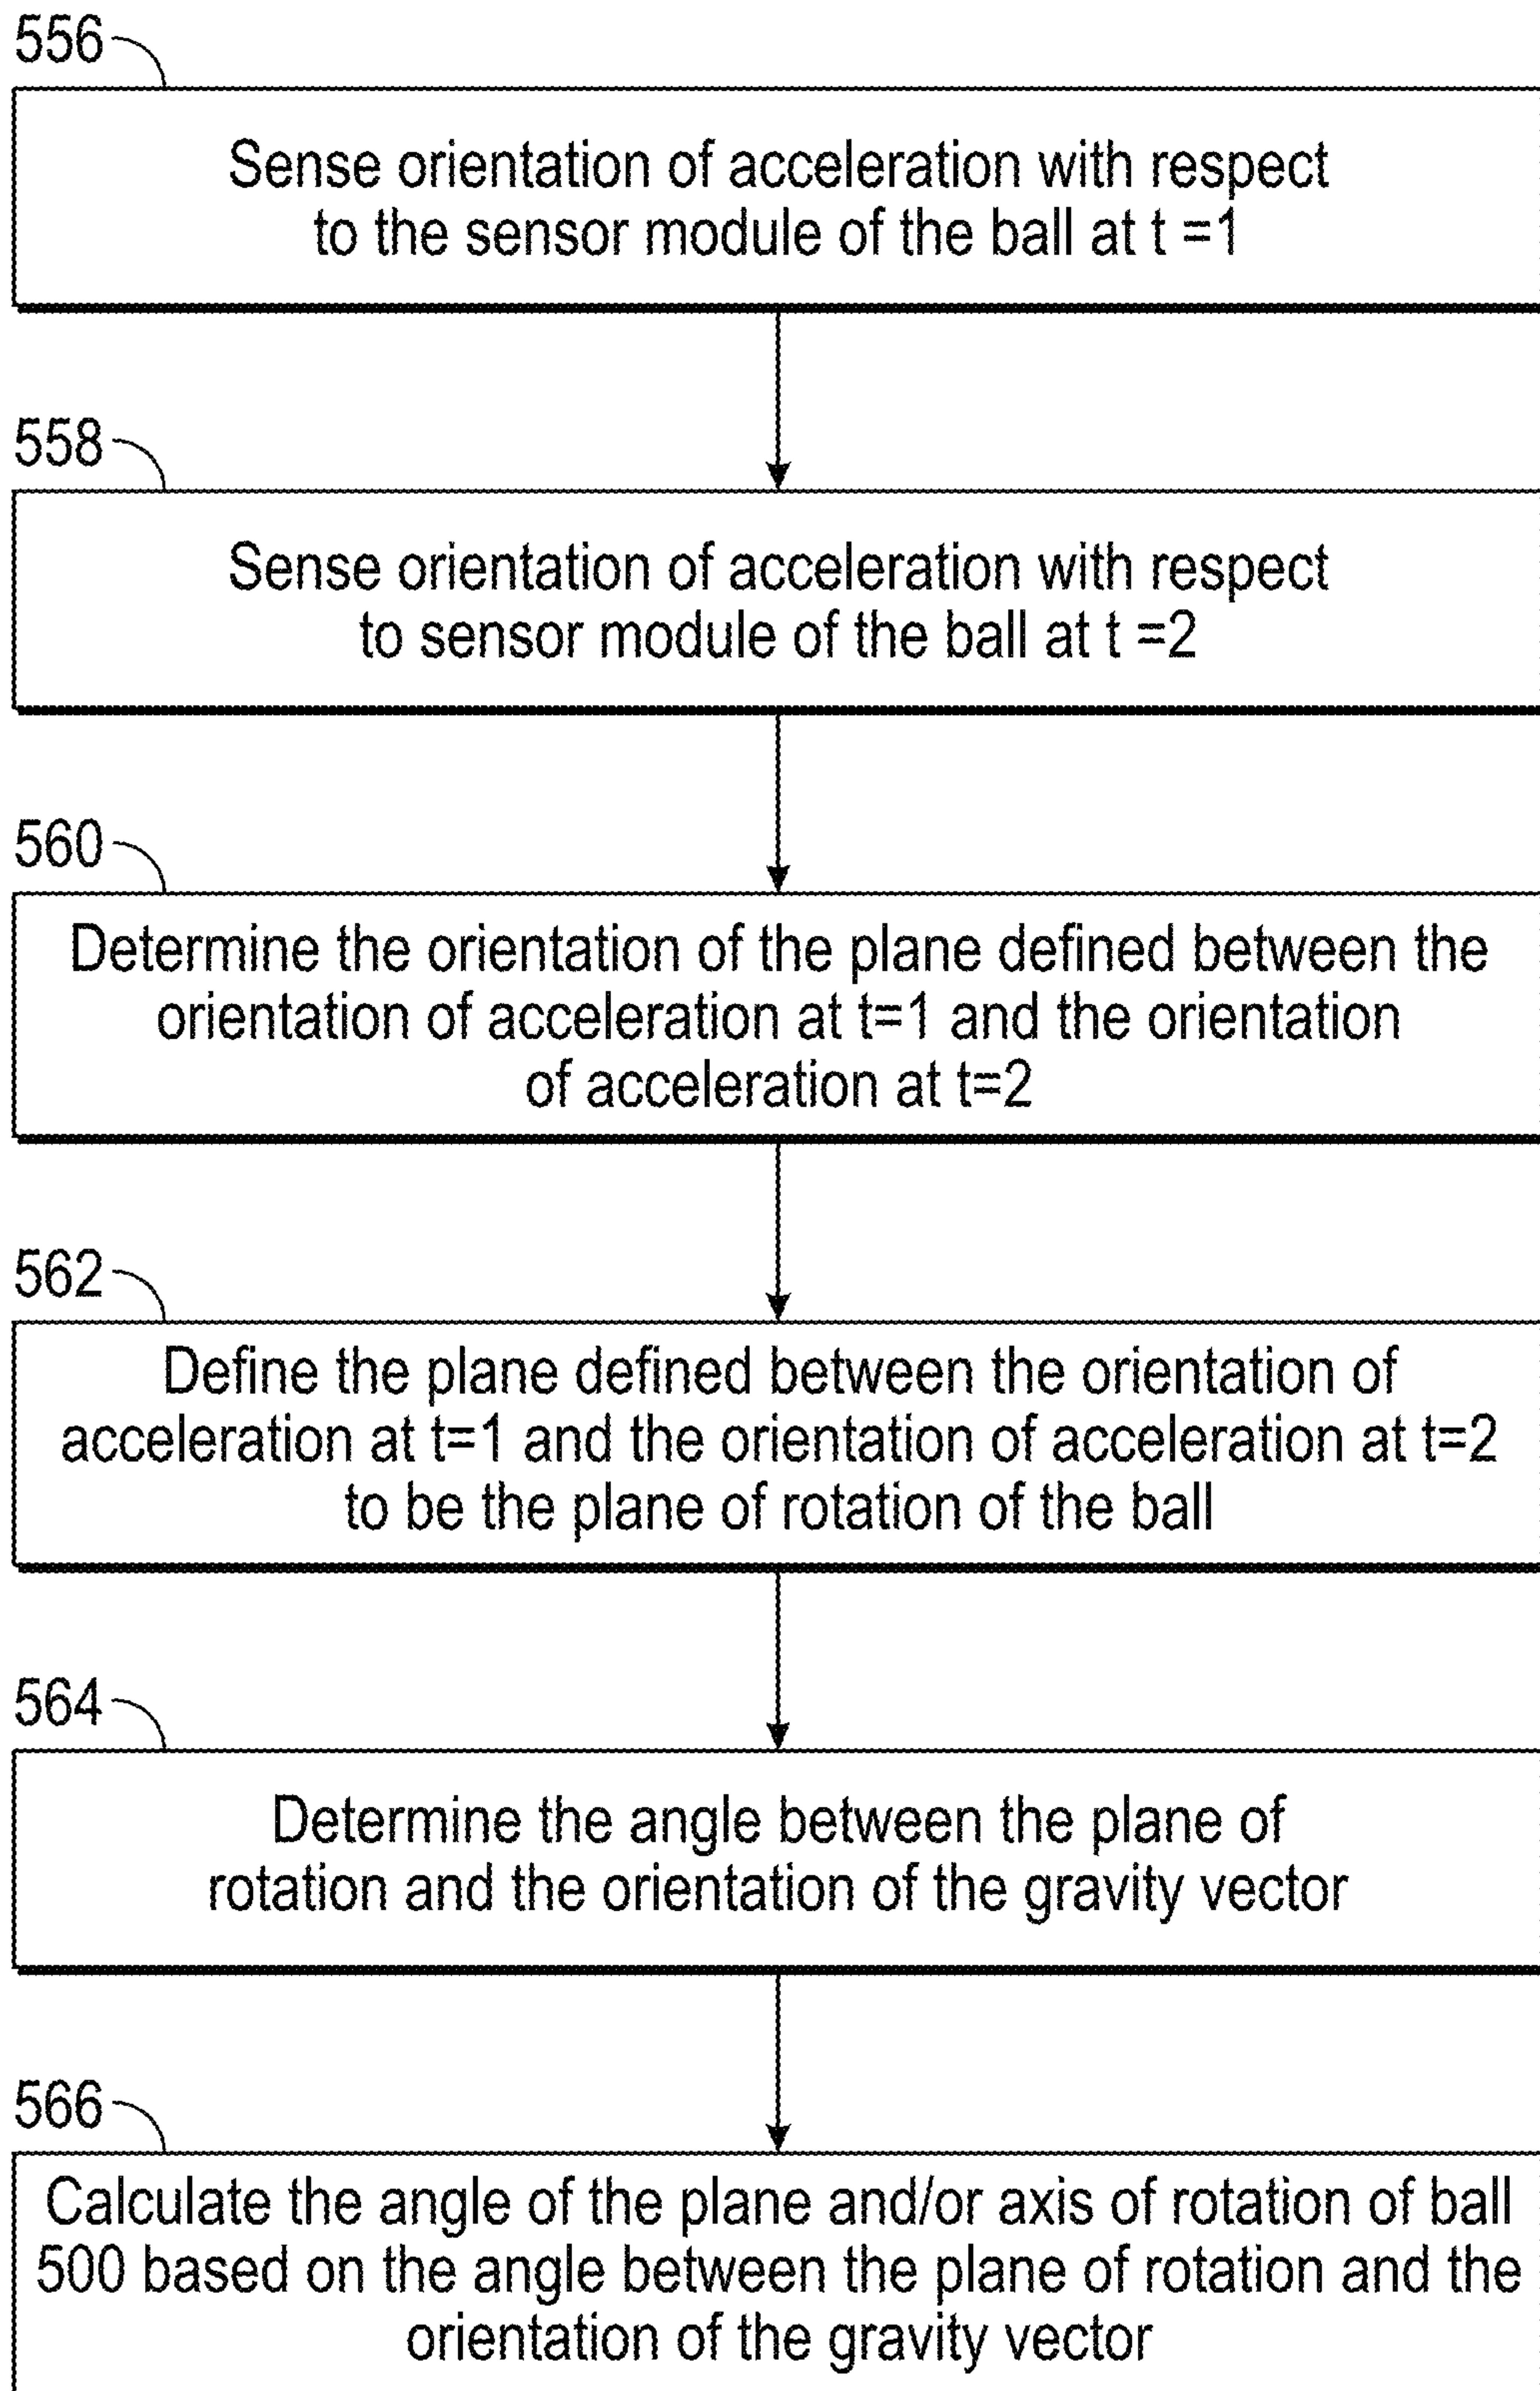 556
Sense orientation of acceleration with respect
to the sensor module of the ball at t =1
558
Sense orientation of acceleration with respect
to sensor module of the ball at t =2
560
Determine the orientation of the plane defined between the
orientation of acceleration at t=1 and the orientation
of acceleration at t=2
562
Define the plane defined between the orientation of
acceleration at t=1 and the orientation of acceleration at t=2
to be the plane of rotation of the ball
564
Determine the angle between the plane of
rotation and the orientation of the gravity vector
566
Calculate the angle of the plane and/or axis of rotation of ball
500 based on the angle between the plane of rotation and the
orientation of the gravity vector